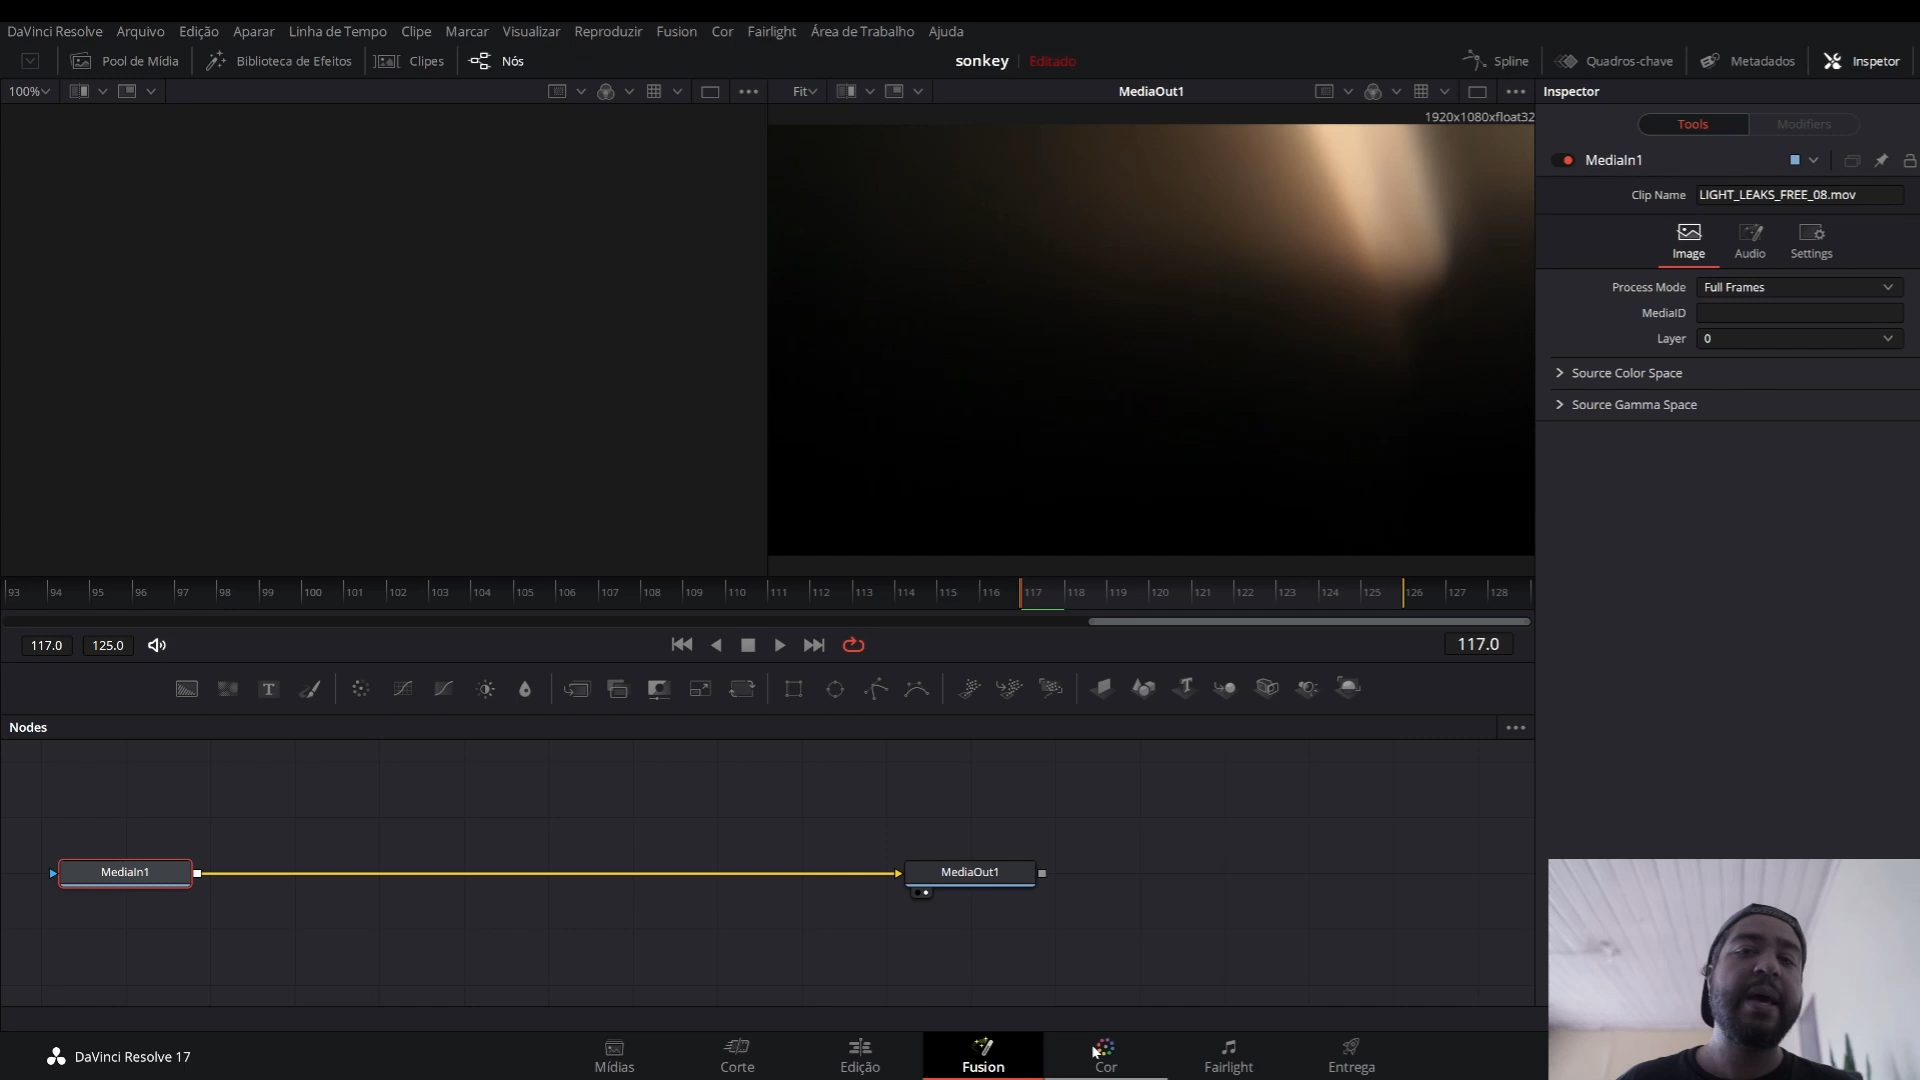 DaVinci Resolve Arquivo Edição Aparar Linha de Tempo Clipe Marcar Visualizar Reproduzir Fusion Cor Fairlight Área de Trabalho Ajuda
Pool de Mídia Biblioteca de Efeitos Clipes Nós sonkey Editado Spline Quadros-chave Metadados Inspetor
100% Fit MediaOut1 Inspector
1920x1080xfloat32
Tools Modifiers
MediaIn1
Clip Name LIGHT_LEAKS_FREE_08.mov
Image Audio Settings
Process Mode Full Frames
MediaID
Layer 0
Source Color Space
Source Gamma Space
93 94 95 96 97 98 99 100 101 102 103 104 105 106 107 108 109 110 111 112 113 114 115 116 117 118 119 120 121 122 123 124 125 126 127 128
117.0 125.0 117.0
Nodes
MediaIn1 MediaOut1
DaVinci Resolve 17 Mídias Corte Edição Fusion Cor Fairlight Entrega